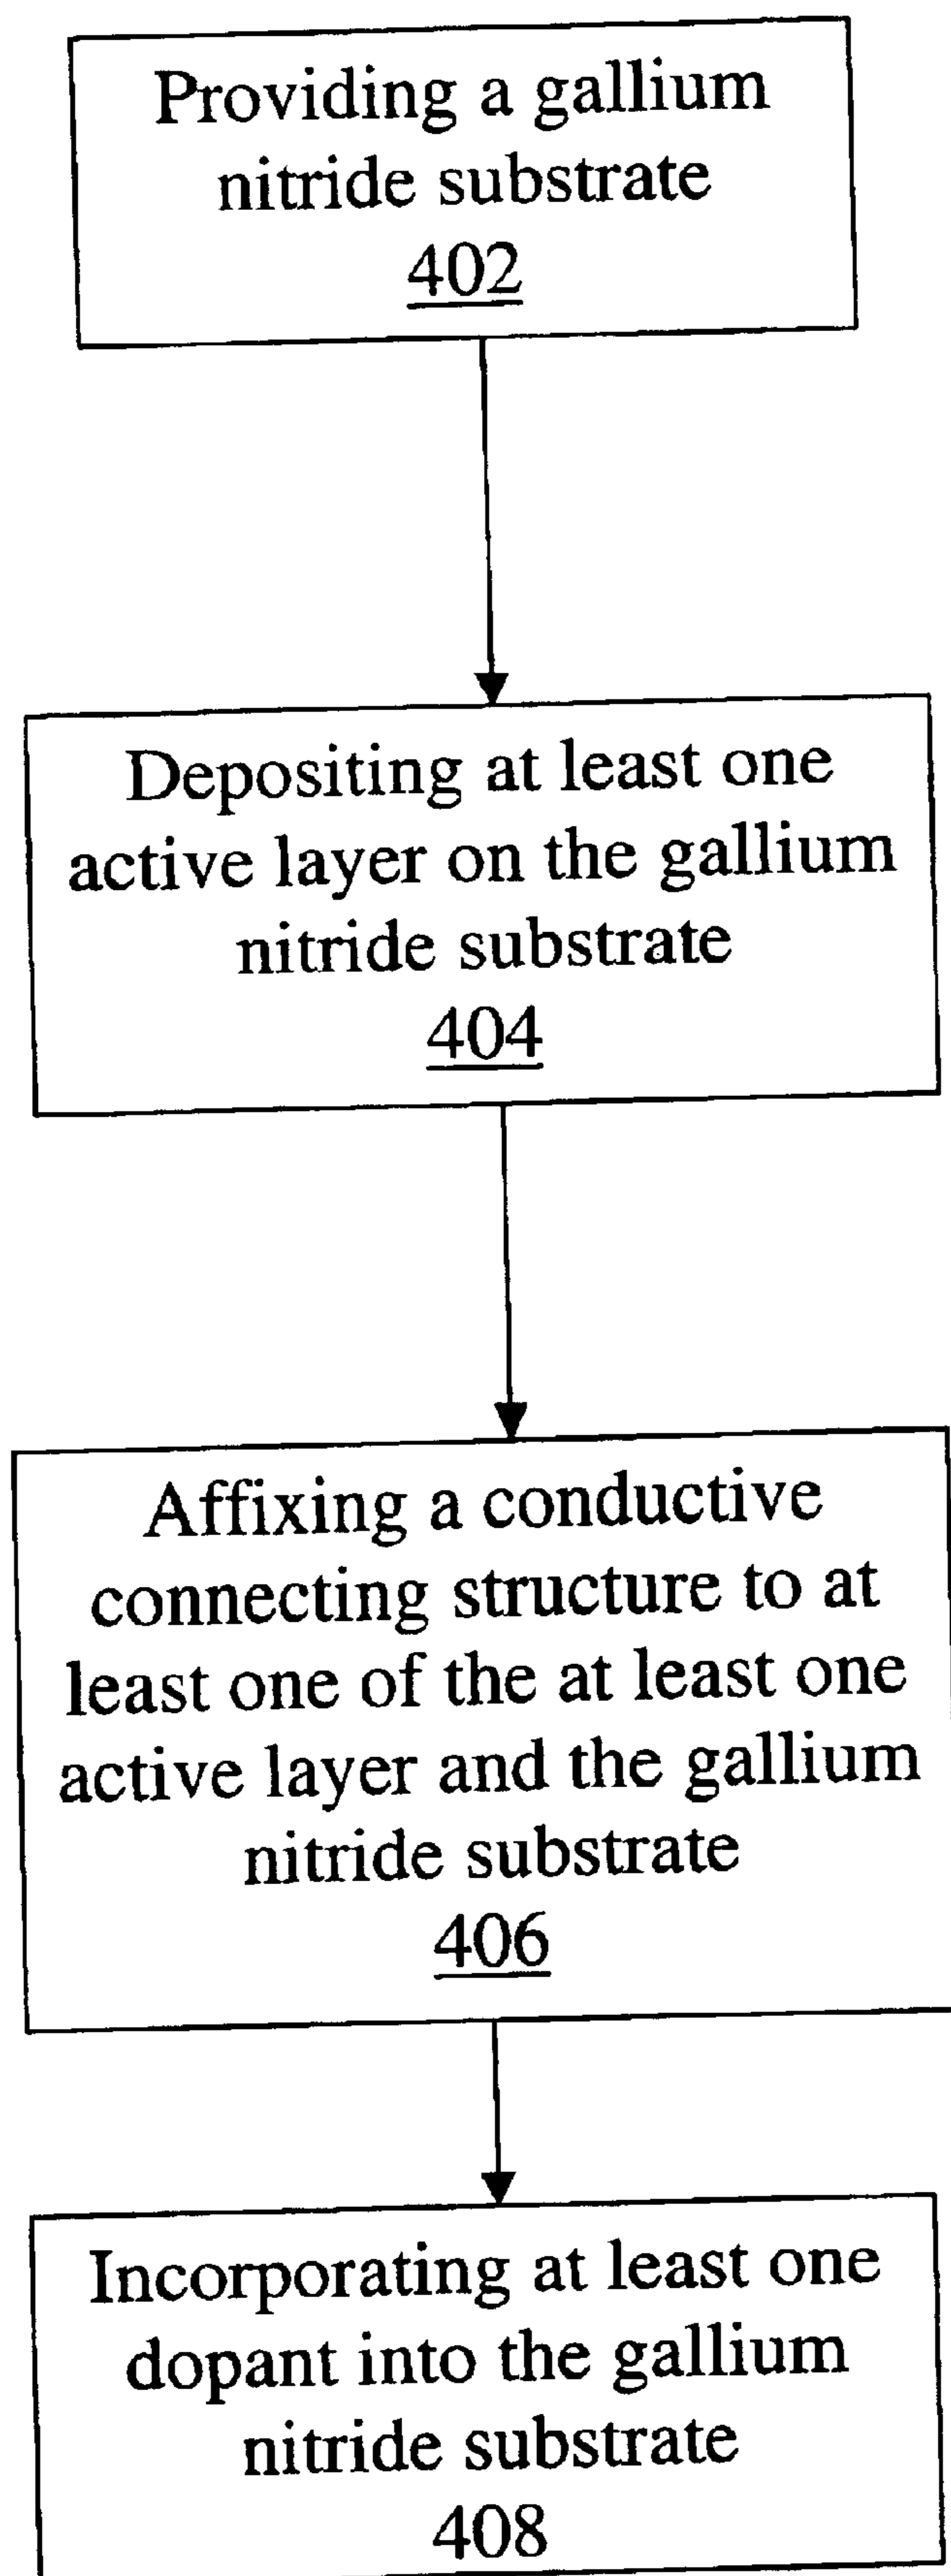 Providing a gallium
nitride substrate
402
Depositing at least one
active layer on the gallium
nitride substrate
404
Affixing a conductive
connecting structure to at
least one of the at least one
active layer and the gallium
nitride substrate
406
Incorporating at least one
dopant into the gallium
nitride substrate
408